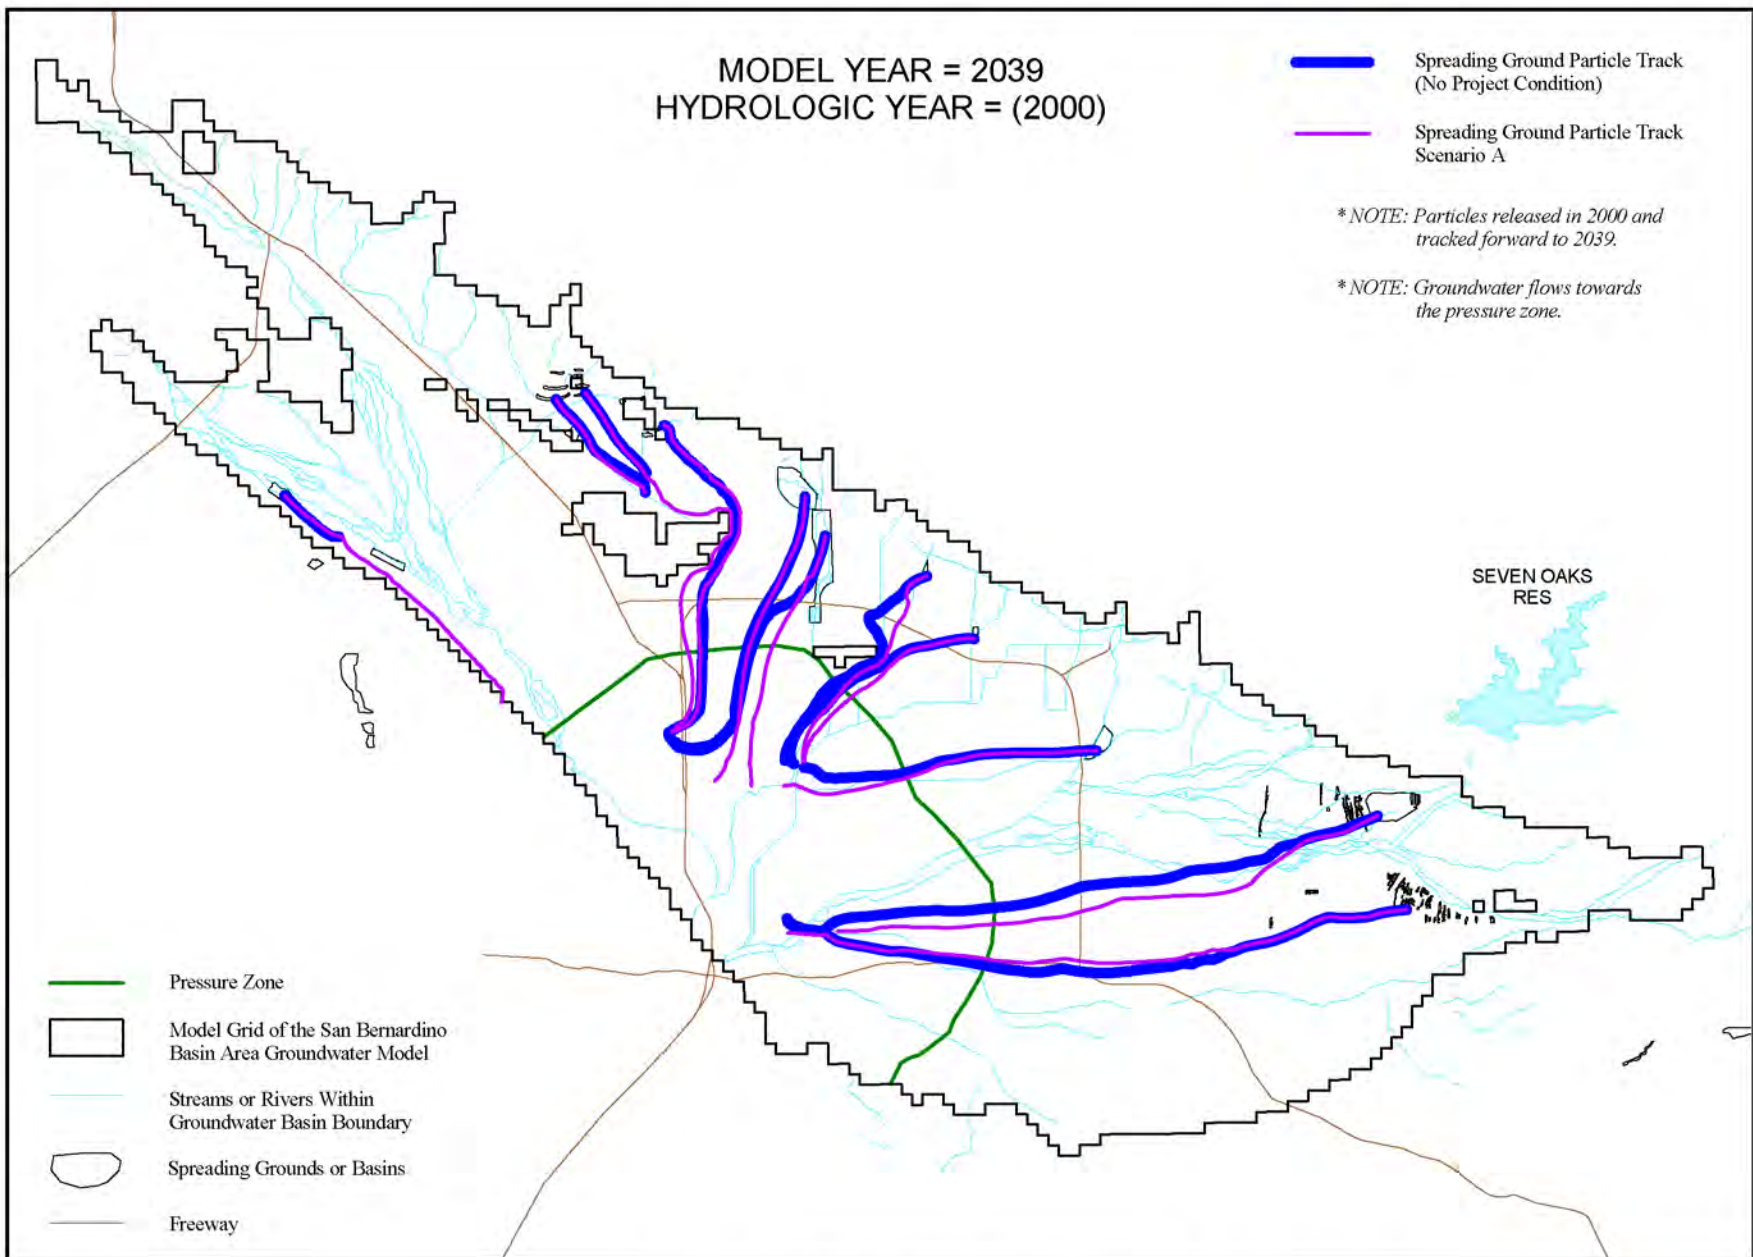 MODEL YEAR = 2039
HYDROLOGIC YEAR = (2000)
Spreading Ground Particle Track
(No Project Condition)
Spreading Ground Particle Track
Scenario A
* NOTE: Particles released in 2000 and
tracked forward to 2039.
* NOTE: Groundwater flows towards
the pressure zone.
SEVEN OAKS
RES
Pressure Zone
Model Grid of the San Bernardino
Basin Area Groundwater Model
Streams or Rivers Within
Groundwater Basin Boundary
Spreading Grounds or Basins
Freeway